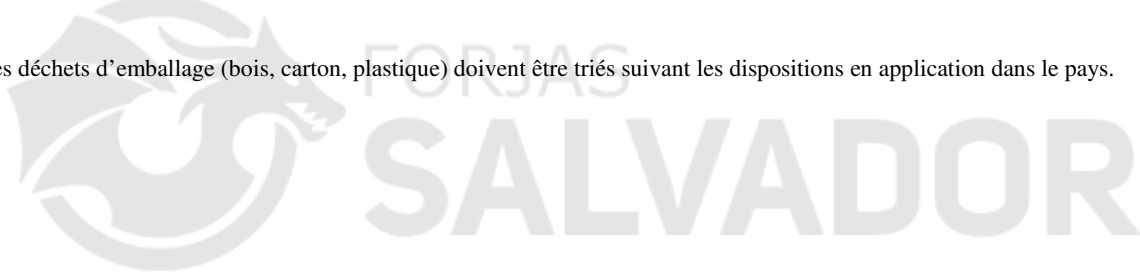 es déchets d’emballage (bois, carton, plastique) doivent être triés suivant les dispositions en application dans le pays.
FORJAS
SALVADOR